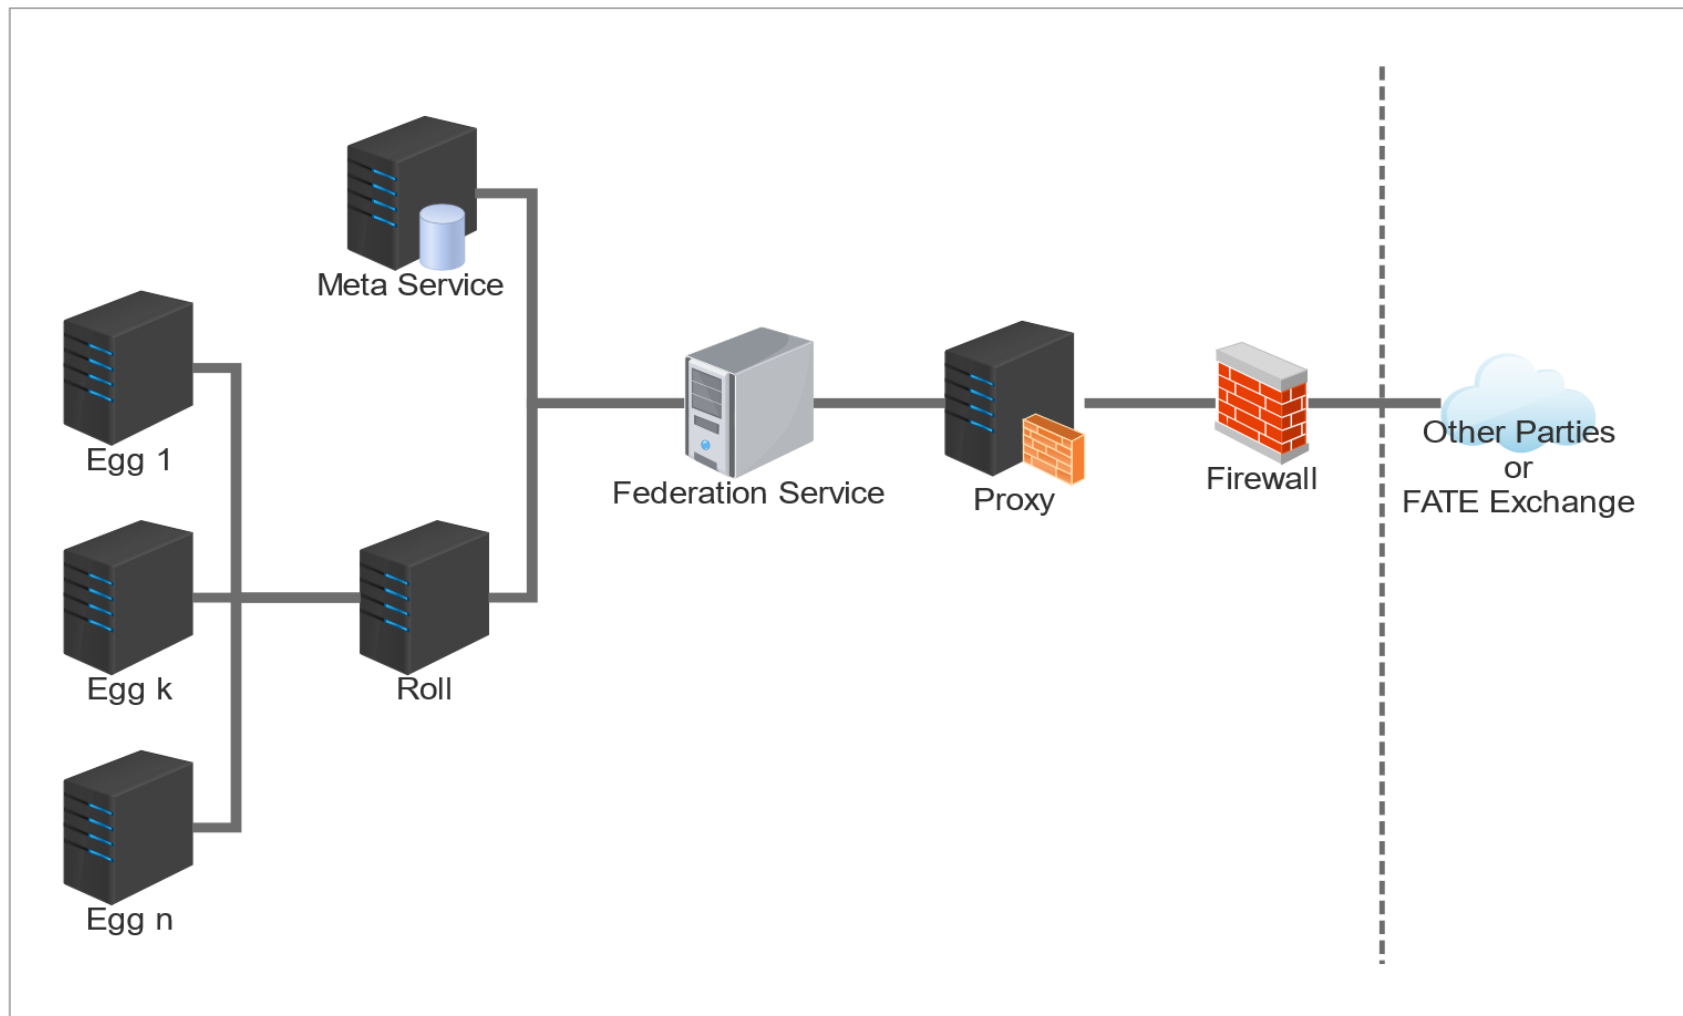 Meta Service
Egg 1
Federation Service
Proxy
Firewall
Other Parties
or
FATE Exchange
Egg k
Roll
Egg n